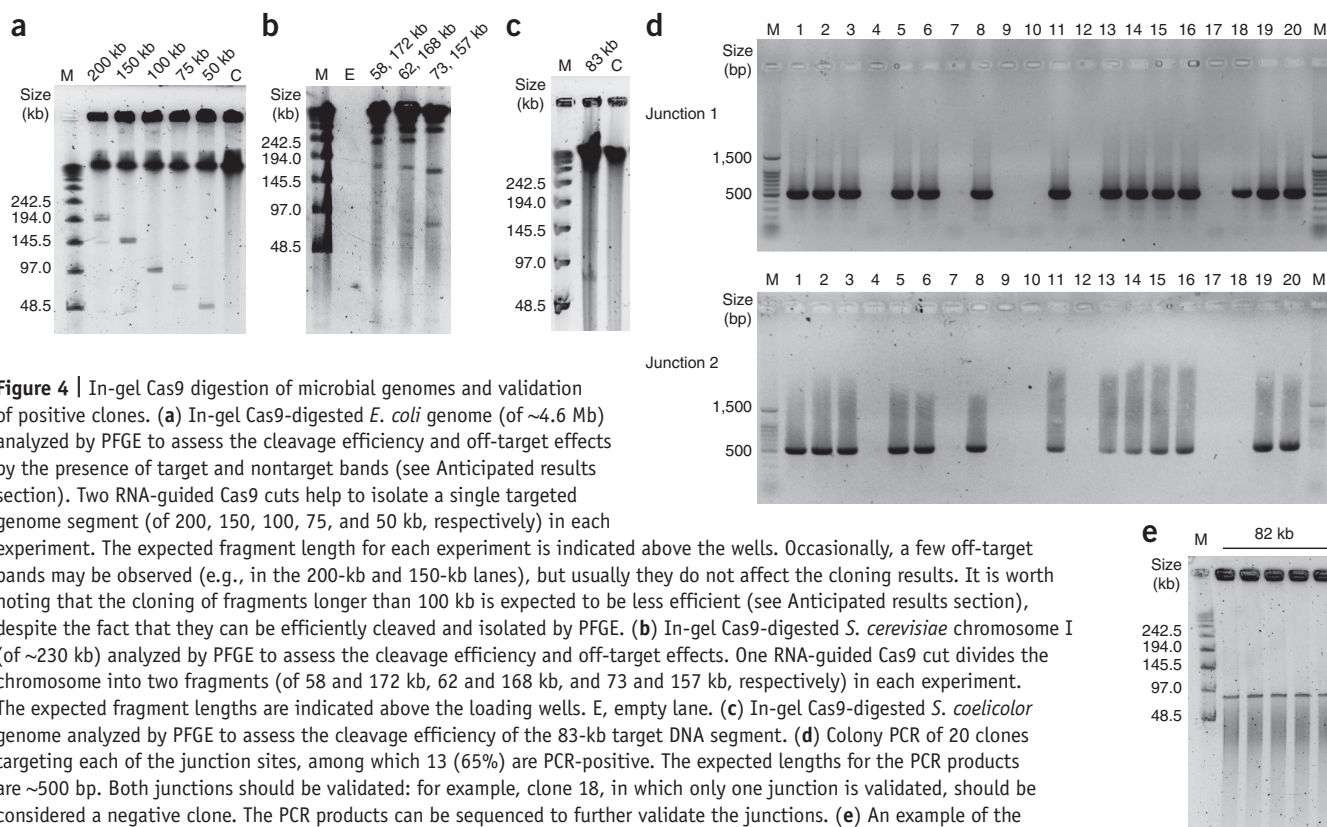 a
M 200 kb 150 kb 100 kb 75 kb 50 kb C
Size
(kb)
242.5
194.0
145.5
97.0
48.5
b
M E 58, 172 kb 62, 168 kb 73, 157 kb
Size
(kb)
242.5
194.0
145.5
97.0
48.5
c
M 83 kb C
Size
(kb)
242.5
194.0
145.5
97.0
48.5
d
M 1 2 3 4 5 6 7 8 9 10 11 12 13 14 15 16 17 18 19 20 M
Size
(bp)
Junction 1
1,500
500
1 2 3 4 5 6 7 8 9 10 11 12 13 14 15 16 17 18 19 20 M
Size
(bp)
Junction 2
1,500
500
Figure 4 | In-gel Cas9 digestion of microbial genomes and validation
of positive clones. (a) In-gel Cas9-digested E. coli genome (of ~4.6 Mb)
analyzed by PFGE to assess the cleavage efficiency and off-target effects
by the presence of target and nontarget bands (see Anticipated results
section). Two RNA-guided Cas9 cuts help to isolate a single targeted
genome segment (of 200, 150, 100, 75, and 50 kb, respectively) in each
experiment. The expected fragment length for each experiment is indicated above the wells. Occasionally, a few off-target
bands may be observed (e.g., in the 200-kb and 150-kb lanes), but usually they do not affect the cloning results. It is worth
noting that the cloning of fragments longer than 100 kb is expected to be less efficient (see Anticipated results section),
despite the fact that they can be efficiently cleaved and isolated by PFGE. (b) In-gel Cas9-digested S. cerevisiae chromosome I
(of ~230 kb) analyzed by PFGE to assess the cleavage efficiency and off-target effects. One RNA-guided Cas9 cut divides the
chromosome into two fragments (of 58 and 172 kb, 62 and 168 kb, and 73 and 157 kb, respectively) in each experiment.
The expected fragment lengths are indicated above the loading wells. E, empty lane. (c) In-gel Cas9-digested S. coelicolor
genome analyzed by PFGE to assess the cleavage efficiency of the 83-kb target DNA segment. (d) Colony PCR of 20 clones
targeting each of the junction sites, among which 13 (65%) are PCR-positive. The expected lengths for the PCR products
are ~500 bp. Both junctions should be validated: for example, clone 18, in which only one junction is validated, should be
considered a negative clone. The PCR products can be sequenced to further validate the junctions. (e) An example of the
e
M 82 kb
Size
(kb)
242.5
194.0
145.5
97.0
48.5